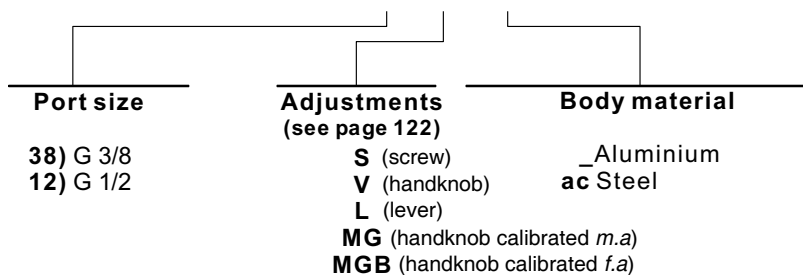 Port size
38) G 3/8
12) G 1/2
Adjustments
(see page 122)
S (screw)
V (handknob)
L (lever)
MG (handknob calibrated m.a)
MGB (handknob calibrated f.a)
Body material
_Aluminium
ac Steel